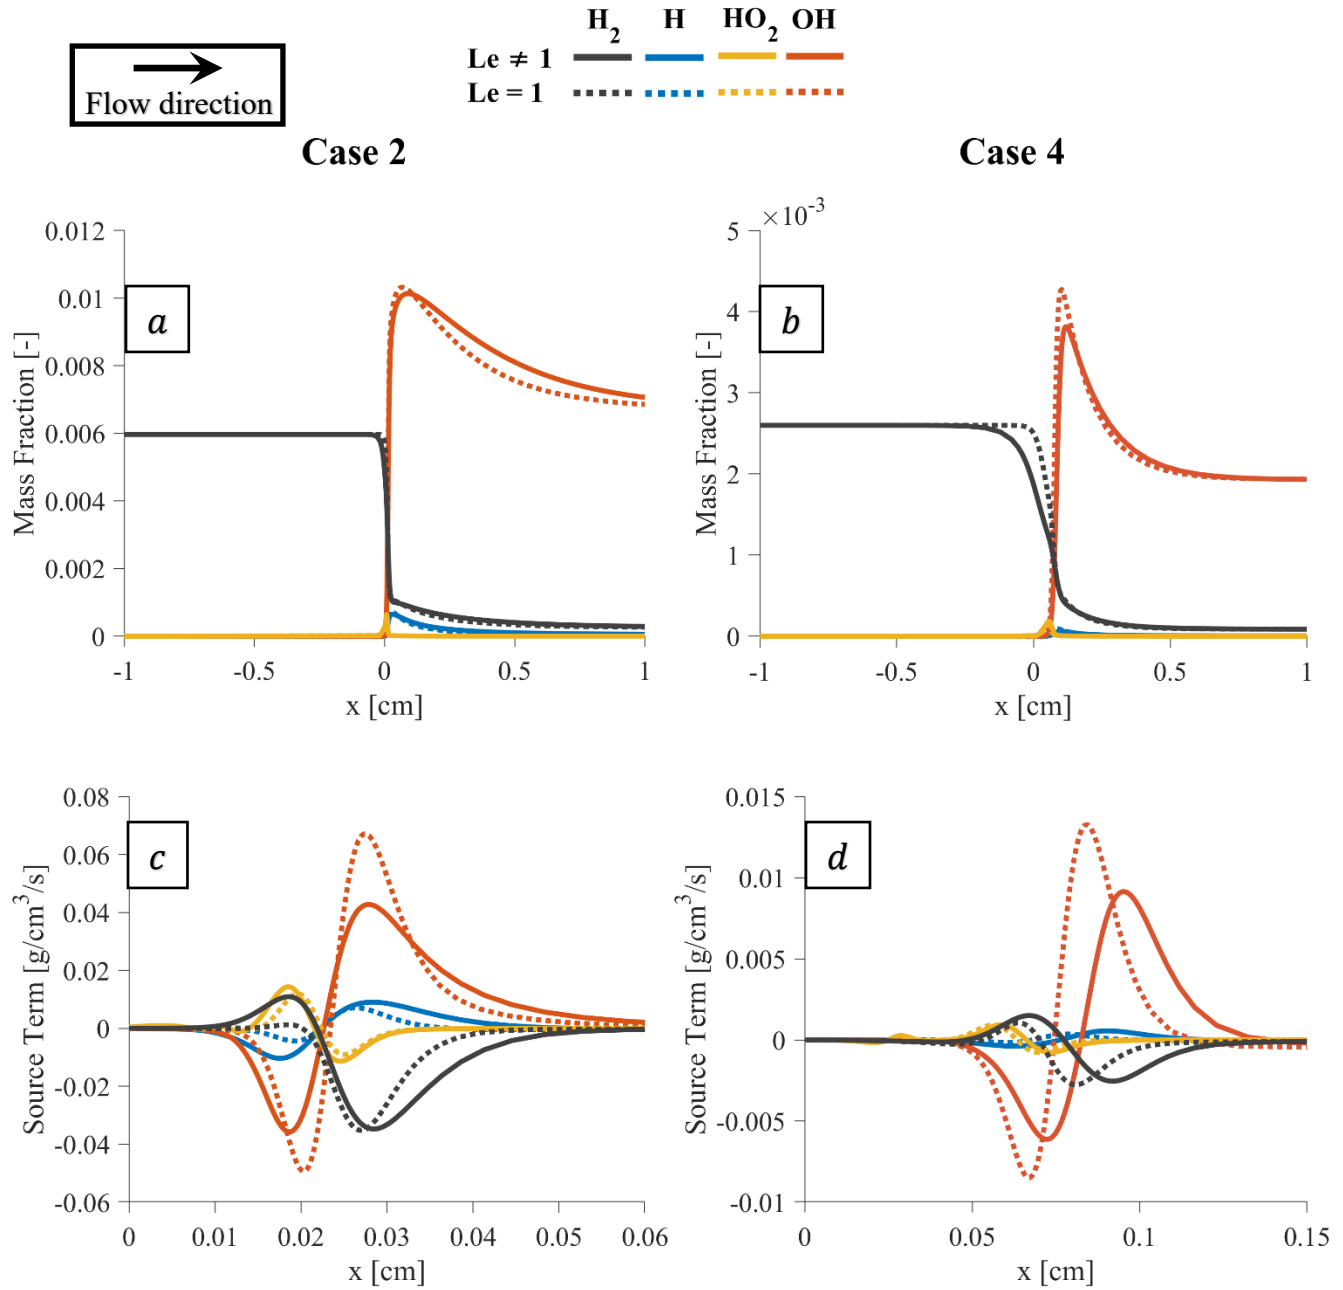 H₂ H HO₂ OH
Le ≠ 1
Le = 1
Flow direction
Case 2
Case 4
Mass Fraction [-]
0.012
0.01
0.008
0.006
0.004
0.002
0
a
-1 -0.5 0 0.5 1
x [cm]
Mass Fraction [-]
×10⁻³
5
4
3
2
1
0
b
-1 -0.5 0 0.5 1
x [cm]
Source Term [g/cm³/s]
0.08
0.06
0.04
0.02
0
-0.02
-0.04
-0.06
c
0 0.01 0.02 0.03 0.04 0.05 0.06
x [cm]
Source Term [g/cm³/s]
0.015
0.01
0.005
0
-0.005
-0.01
d
0 0.05 0.1 0.15
x [cm]